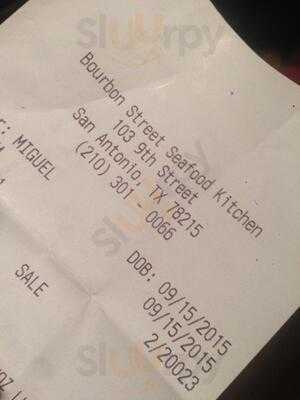 Bourbon Street Seafood Kitchen
103 9th Street
San Antonio, TX 78215
(210) 301 0066
: MIGUEL
DOB: 09/15/2015
09/15/2015
2/20023
SALE